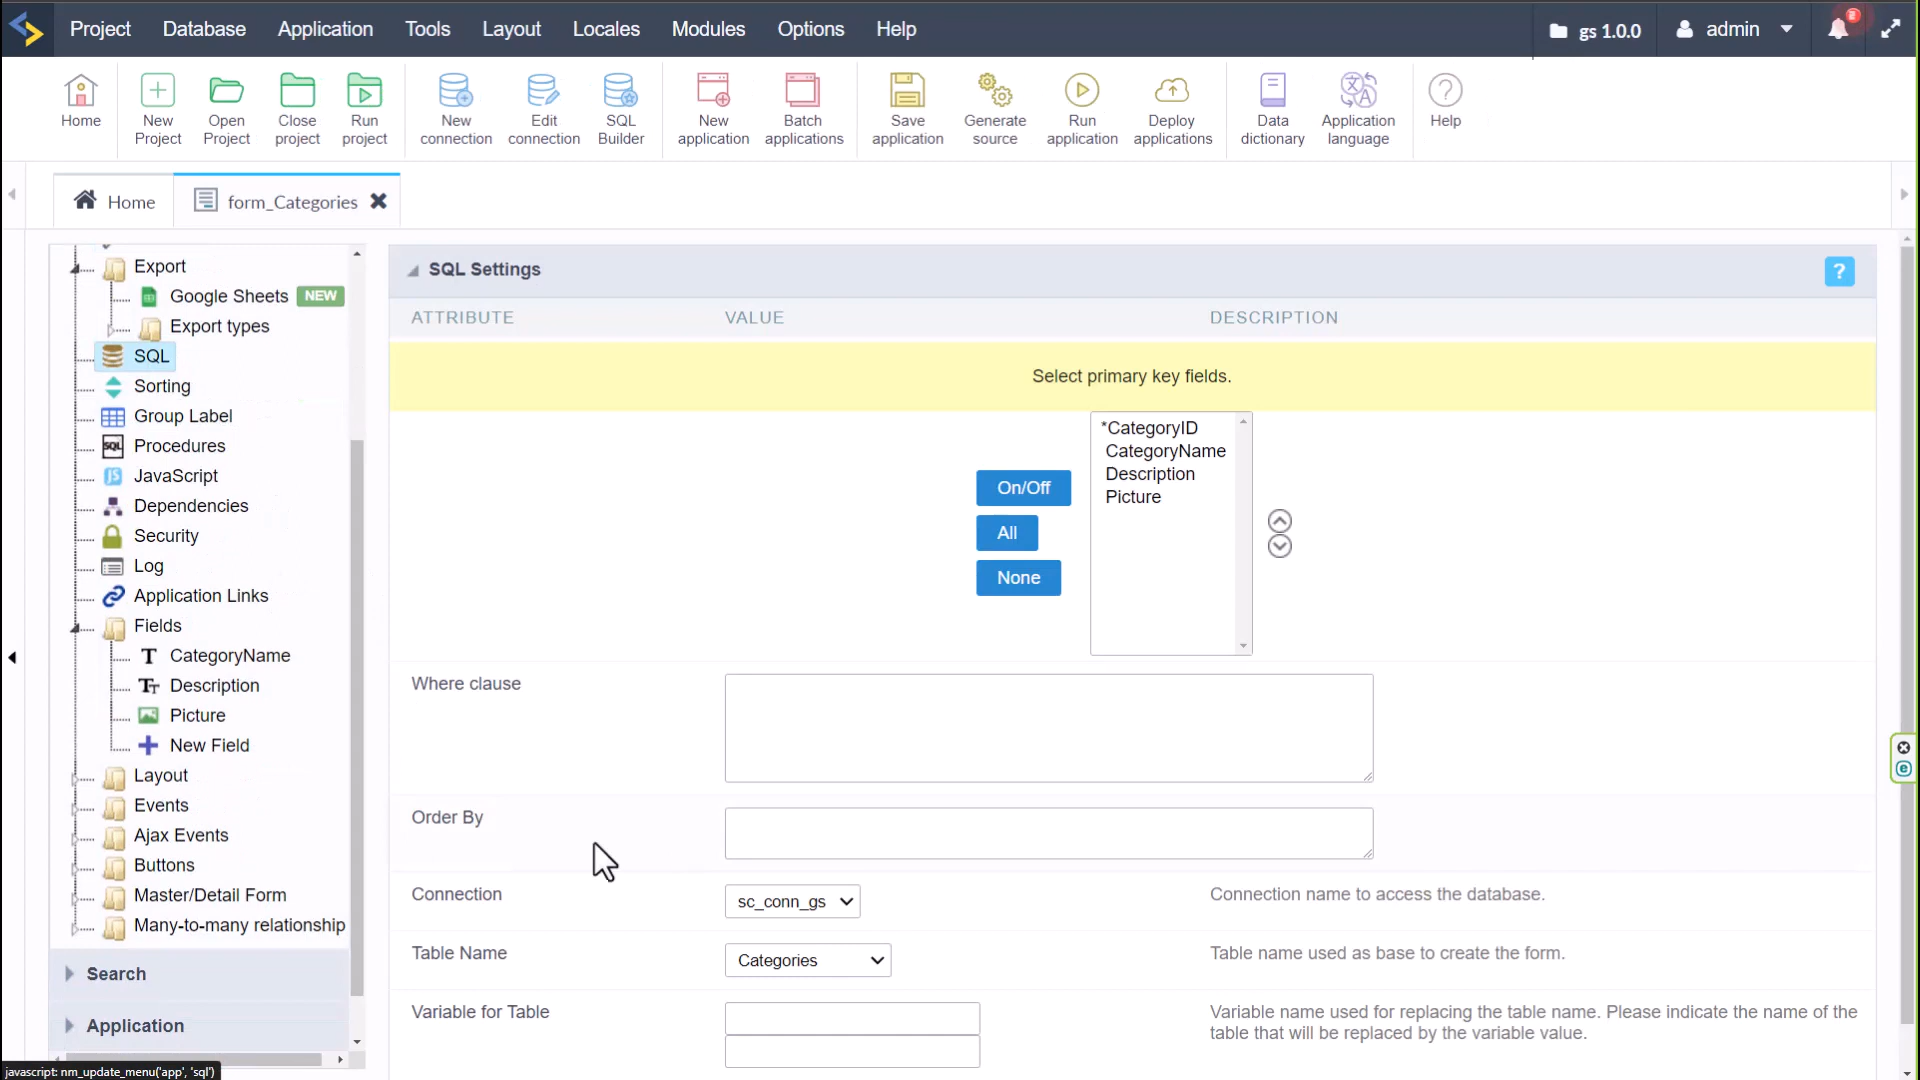 Project Database Application Tools Layout Locales Modules Options Help gs 1.0.0 admin
Home
New Project
Open Project
Close project
Run project
New connection
Edit connection
SQL Builder
New application
Batch applications
Save application
Generate source
Run application
Deploy applications
Data dictionary
Application language
Help
Home form_Categories
Export
Google Sheets NEW
Export types
SQL
Sorting
Group Label
Procedures
JavaScript
Dependencies
Security
Log
Application Links
Fields
CategoryName
Description
Picture
New Field
Layout
Events
Ajax Events
Buttons
Master/Detail Form
Many-to-many relationship
Search
Application
javascript: nm_update_menu('app', 'sql')
SQL Settings ?
ATTRIBUTE VALUE DESCRIPTION
Select primary key fields.
On/Off
All
None
*CategoryID
CategoryName
Description
Picture
Where clause
Order By
Connection sc_conn_gs Connection name to access the database.
Table Name Categories Table name used as base to create the form.
Variable for Table Variable name used for replacing the table name. Please indicate the name of the
table that will be replaced by the variable value.